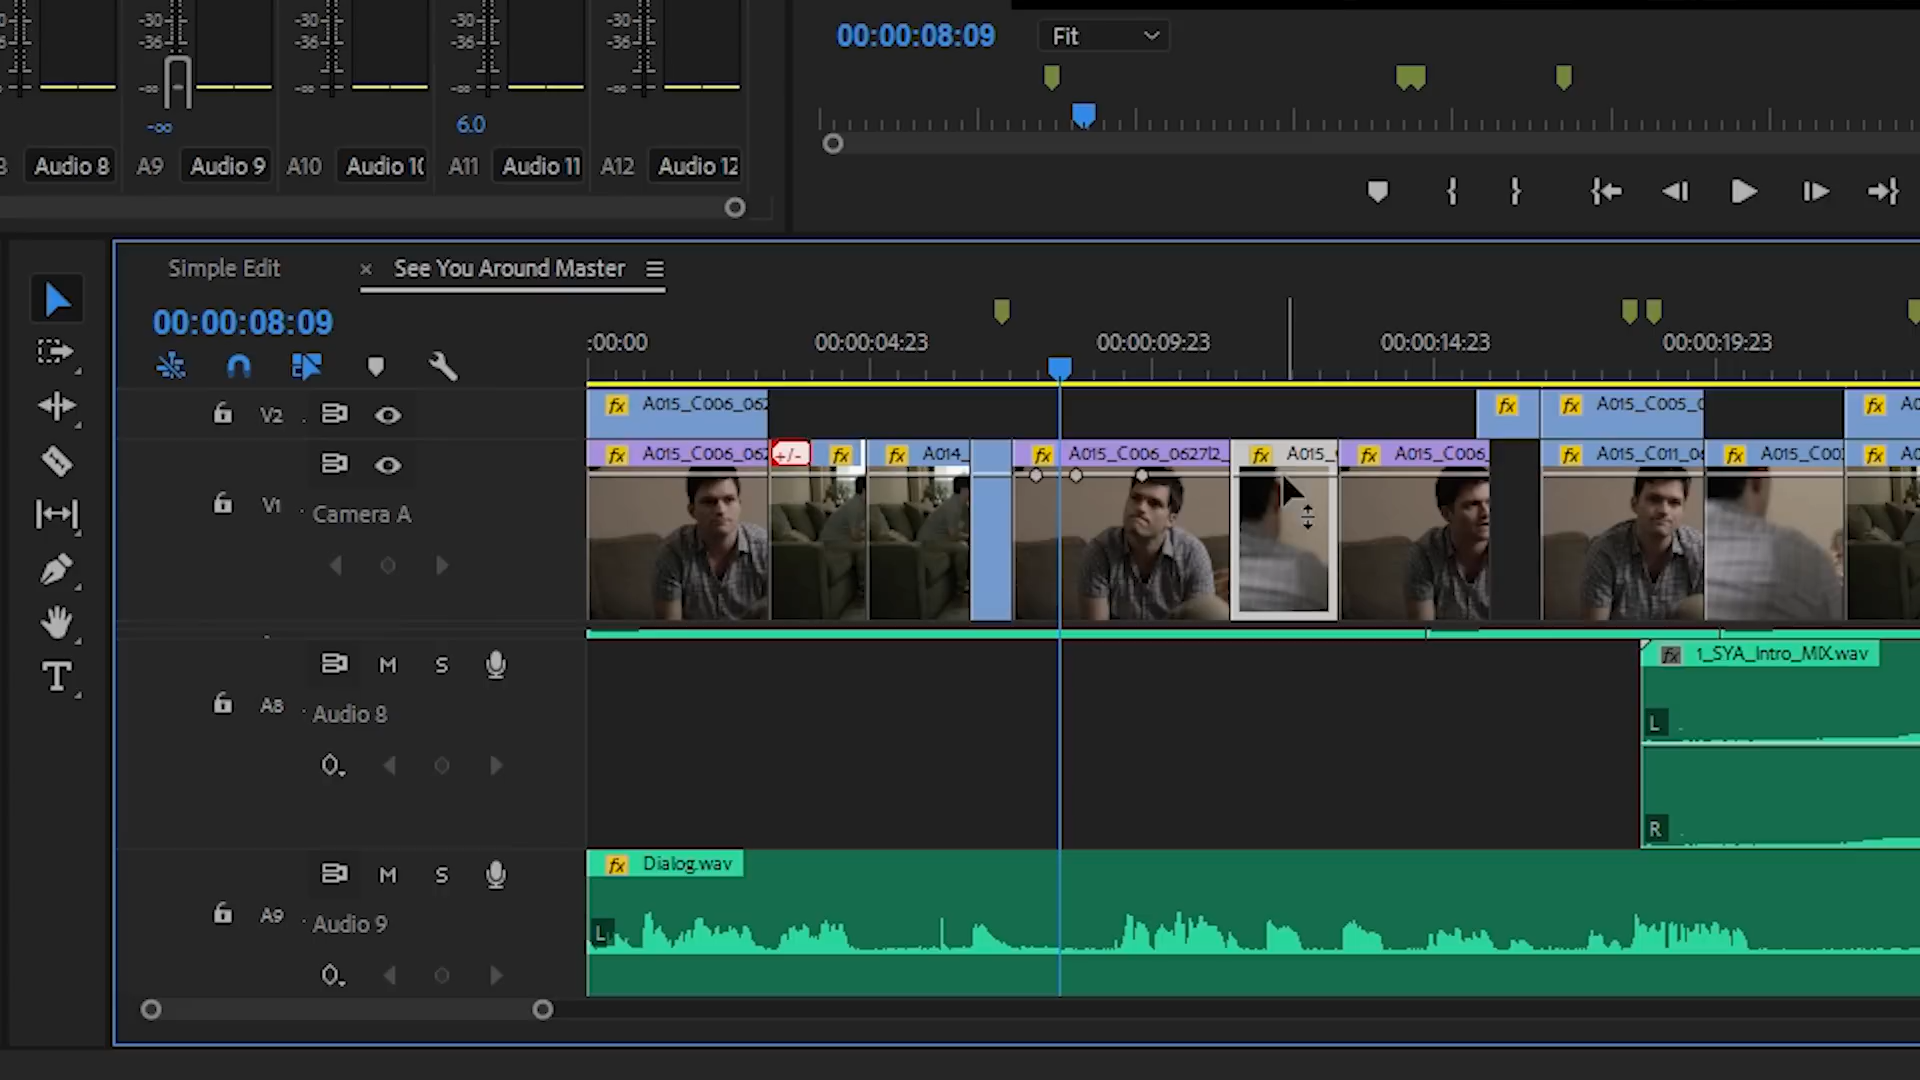 -30 -30 -30 -30
-36 -36 -36 -36
-∞ -∞ -∞ -∞
-∞ 6.0
Audio 8 A9 Audio 9 A10 Audio 10 A11 Audio 11 A12 Audio 12
00:00:08:09 Fit
Simple Edit × See You Around Master
00:00:08:09
:00:00 00:00:04:23 00:00:09:23 00:00:14:23 00:00:19:23
V2 fx A015_C006_062 fx fx A015_C005_0 fx A0
fx A015_C006_062 +/- fx fx A014_ fx A015_C006_0627I2_ fx A015_ fx A015_C006_ fx A015_C011_06 fx A015_C00 fx A0
V1 Camera A
M S fx 1_SYA_Intro_MIX.wav
A8 Audio 8 L
R
fx Dialog.wav
M S
A9 Audio 9 L
T